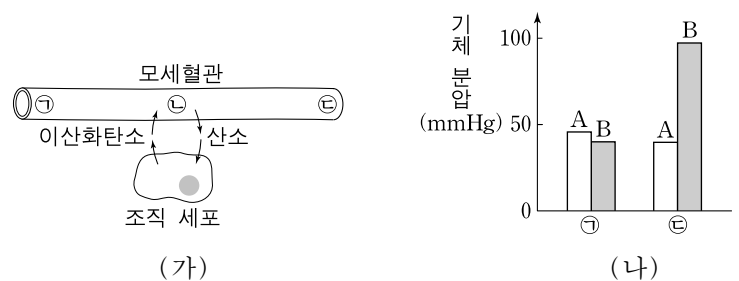 모세혈관
㉠ ㉡ ㉢
이산화탄소 산소
조직 세포
(가)
기체 분압
(mmHg)
100
50
0
A B
A B
㉠ ㉢
(나)